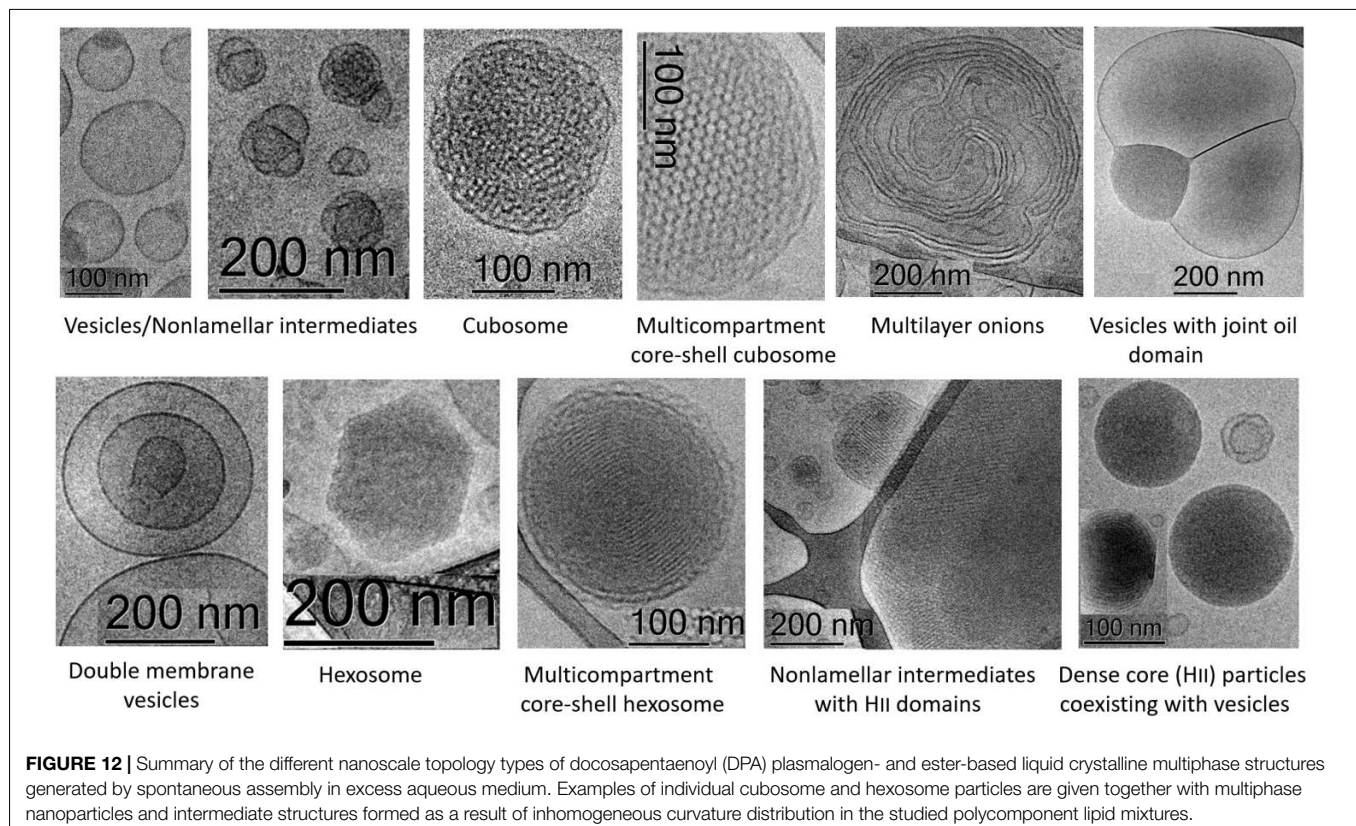 100 nm
200 nm
100 nm
100 nm
200 nm
200 nm
Vesicles/Nonlamellar intermediates
Cubosome
Multicompartment
core-shell cubosome
Multilayer onions
Vesicles with joint oil
domain
200 nm
200 nm
100 nm
200 nm
100 nm
Double membrane
vesicles
Hexosome
Multicompartment
core-shell hexosome
Nonlamellar intermediates
with HII domains
Dense core (HII) particles
coexisting with vesicles
FIGURE 12 | Summary of the different nanoscale topology types of docosapentaenoyl (DPA) plasmalogen- and ester-based liquid crystalline multiphase structures
generated by spontaneous assembly in excess aqueous medium. Examples of individual cubosome and hexosome particles are given together with multiphase
nanoparticles and intermediate structures formed as a result of inhomogeneous curvature distribution in the studied polycomponent lipid mixtures.